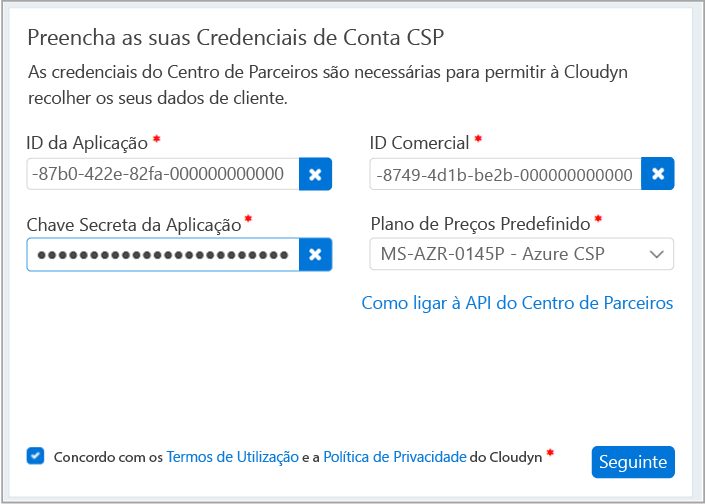 Preencha as suas Credenciais de Conta CSP
As credenciais do Centro de Parceiros são necessárias para permitir à Cloudyn
recolher os seus dados de cliente.
ID da Aplicação *
ID Comercial *
-87b0-422e-82fa-000000000000
-8749-4d1b-be2b-000000000000
Chave Secreta da Aplicação *
Plano de Preços Predefinido *
●●●●●●●●●●●●●●●●●●●●●●●●
MS-AZR-0145P - Azure CSP
Como ligar à API do Centro de Parceiros
Concordo com os Termos de Utilização e a Política de Privacidade do Cloudyn *
Seguinte